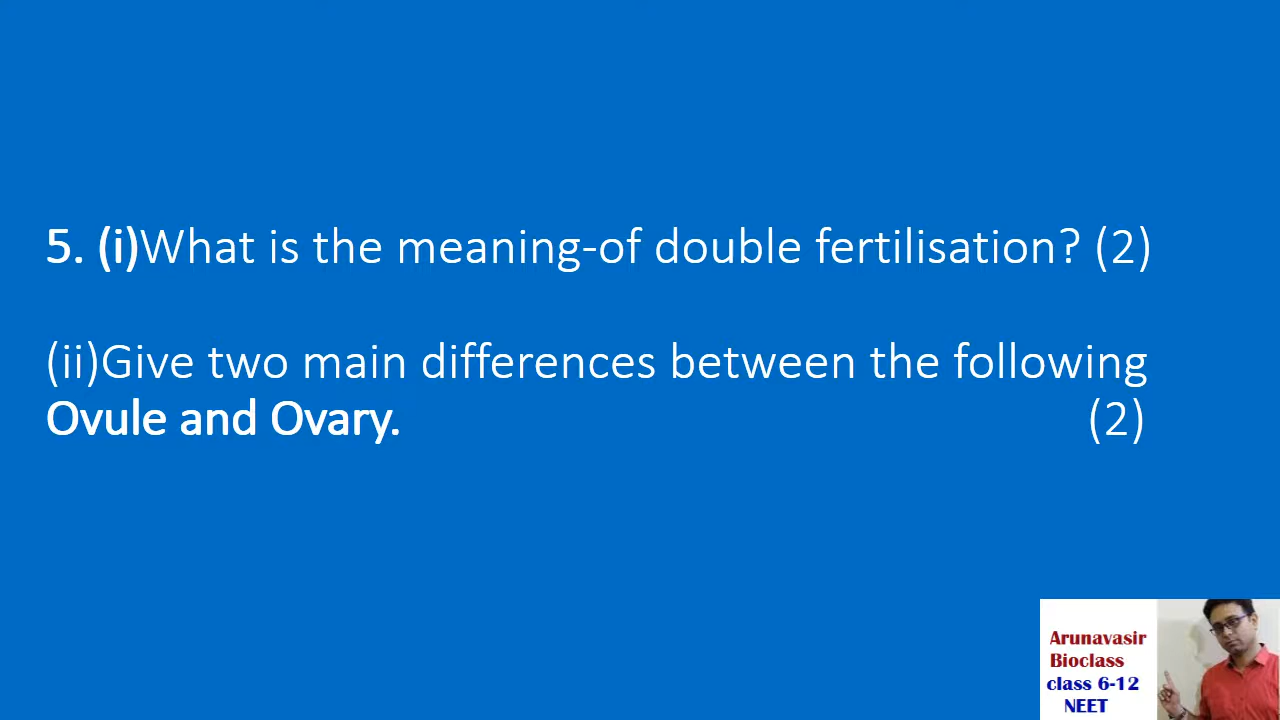 5. (i)What is the meaning-of double fertilisation? (2)
(ii)Give two main differences between the following
Ovule and Ovary. (2)
Arunavasir
Bioclass
class 6-12
NEET